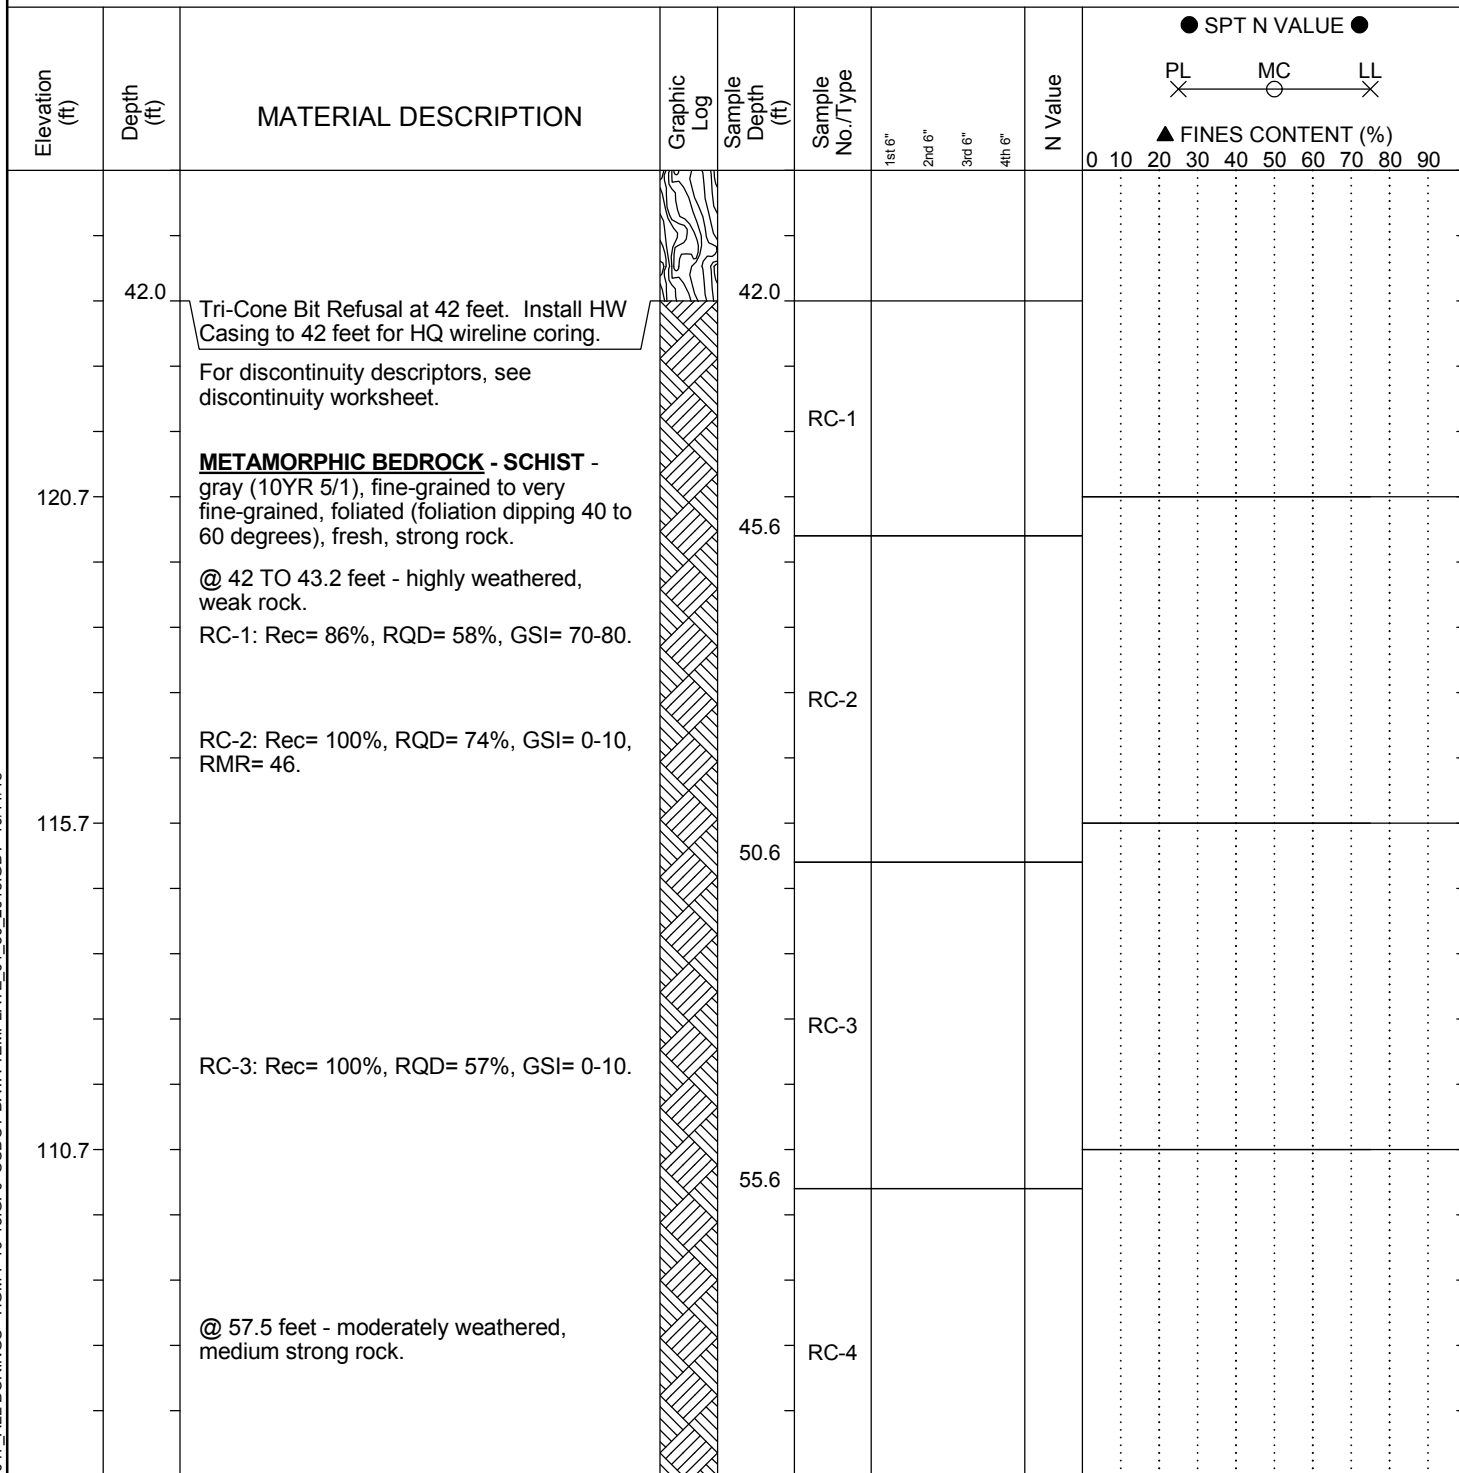 ● SPT N VALUE ●
PL MC LL
▲ FINES CONTENT (%)
0 10 20 30 40 50 60 70 80 90
Elevation (ft)
Depth (ft)
MATERIAL DESCRIPTION
Graphic Log
Sample Depth (ft)
Sample No./Type
1st 6"
2nd 6"
3rd 6"
4th 6"
N Value
42.0
42.0
Tri-Cone Bit Refusal at 42 feet. Install HW
Casing to 42 feet for HQ wireline coring.
For discontinuity descriptors, see
discontinuity worksheet.
RC-1
METAMORPHIC BEDROCK - SCHIST -
gray (10YR 5/1), fine-grained to very
120.7
fine-grained, foliated (foliation dipping 40 to
60 degrees), fresh, strong rock.
45.6
@ 42 TO 43.2 feet - highly weathered,
weak rock.
RC-1: Rec= 86%, RQD= 58%, GSI= 70-80.
RC-2
RC-2: Rec= 100%, RQD= 74%, GSI= 0-10,
RMR= 46.
115.7
50.6
RC-3
RC-3: Rec= 100%, RQD= 57%, GSI= 0-10.
110.7
55.6
@ 57.5 feet - moderately weathered,
medium strong rock.
RC-4